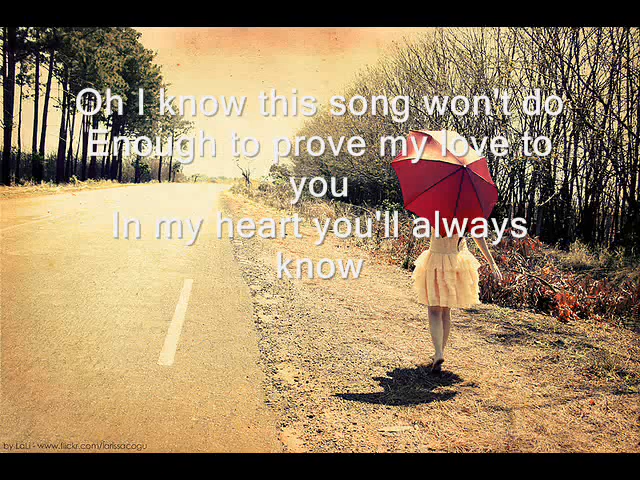 Oh I know this song won't do
Enough to prove my love to
you
In my heart you'll always
know
by LaLi - www.flickr.com/larissacogu